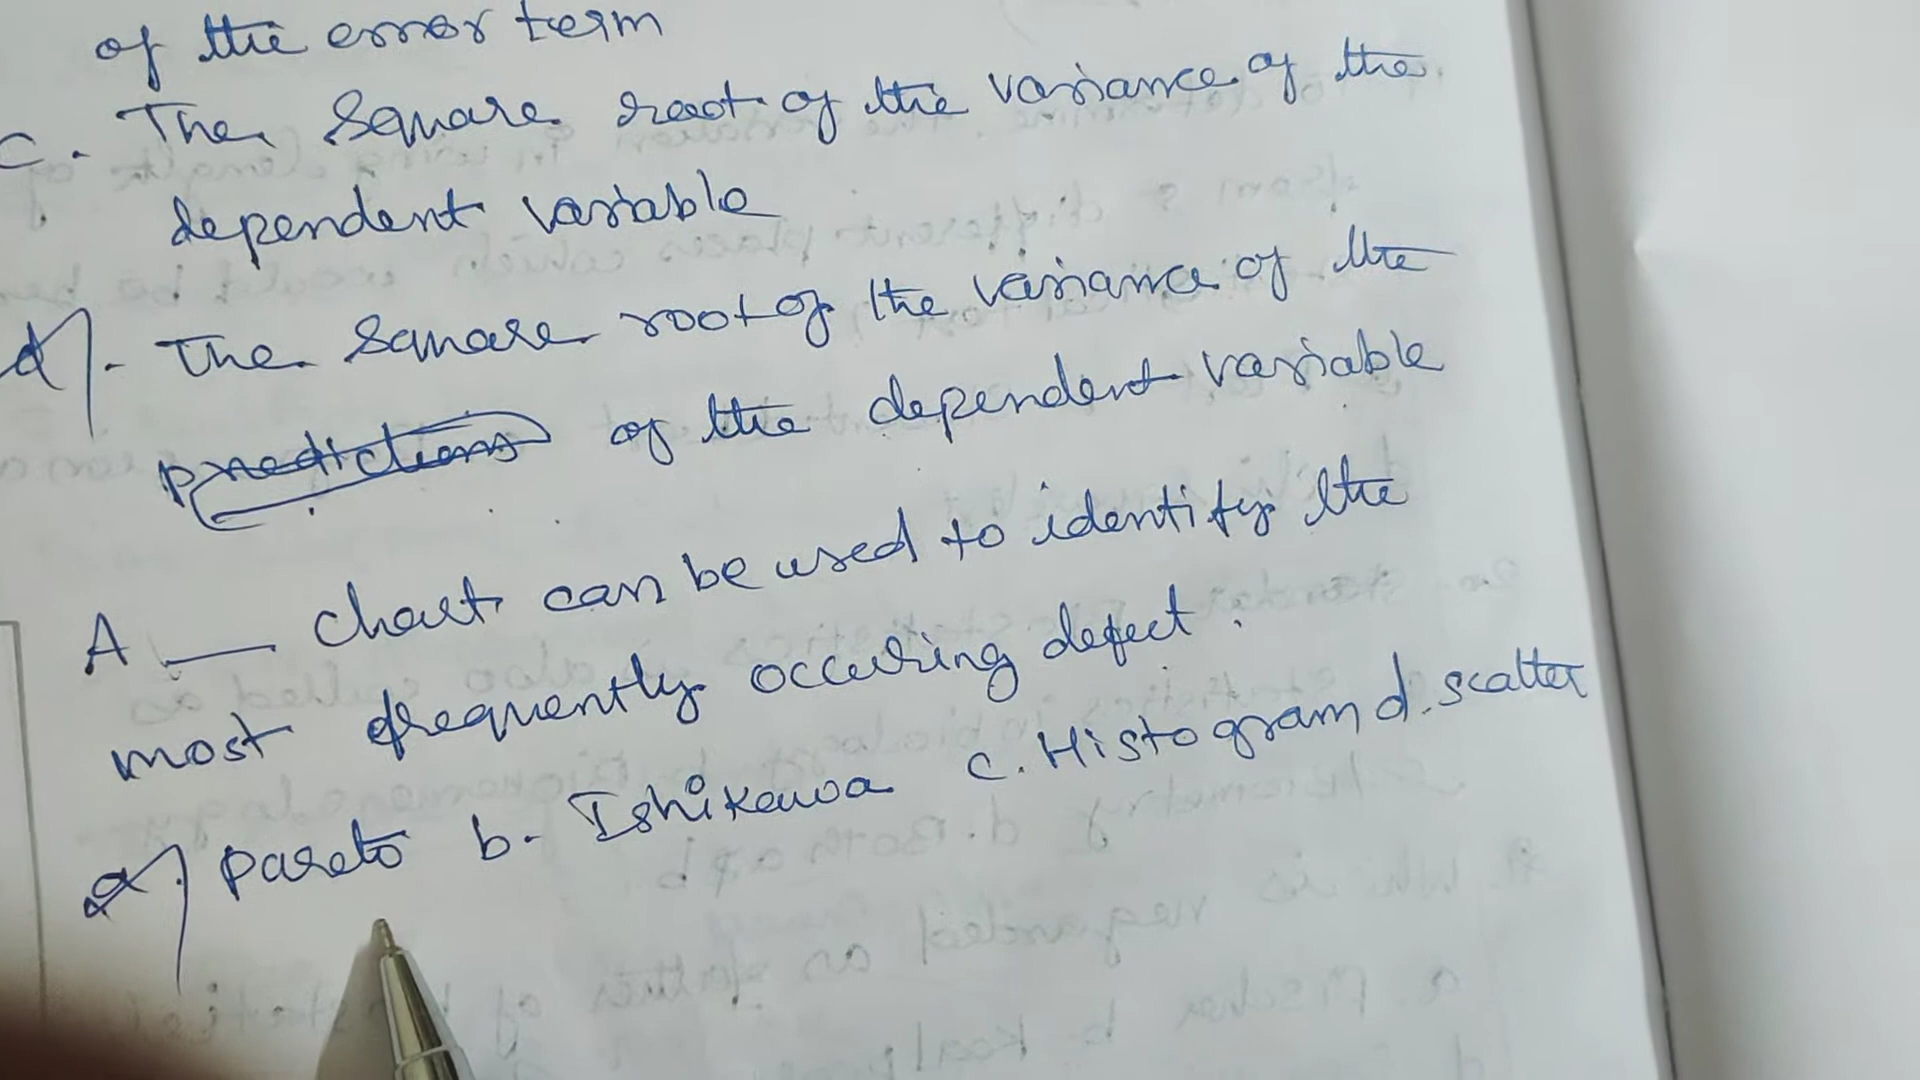 of the error term
c. The Square root of the variance of the
dependent variable
d. The Square root of the variance of the
predictions of the dependent variable
A __ chart can be used to identify the
most frequently occuring defect.
a Pareto b. Ishikawa c. Histogram d. scatter